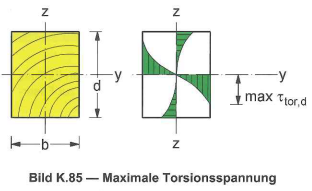 z
z
y
d
y
max τtor,d
z
z
b
Bild K.85 — Maximale Torsionsspannung